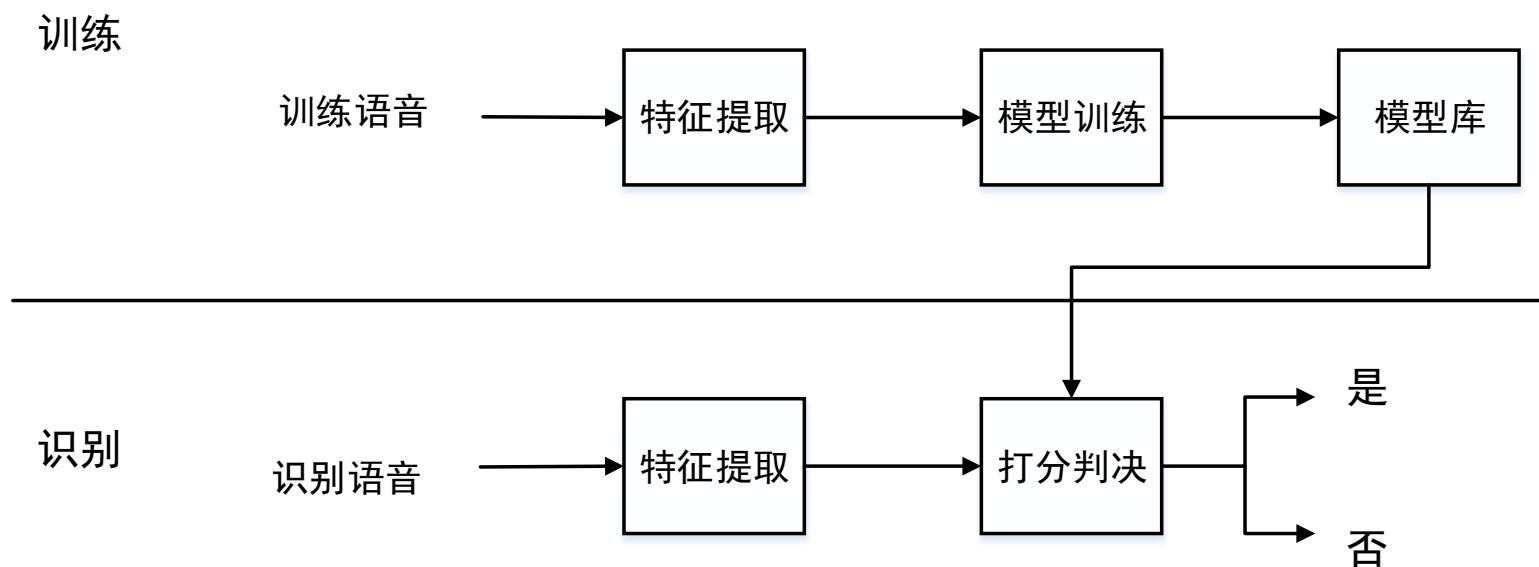 训练
训练语音
特征提取
模型训练
模型库
识别
识别语音
特征提取
打分判决
是
否